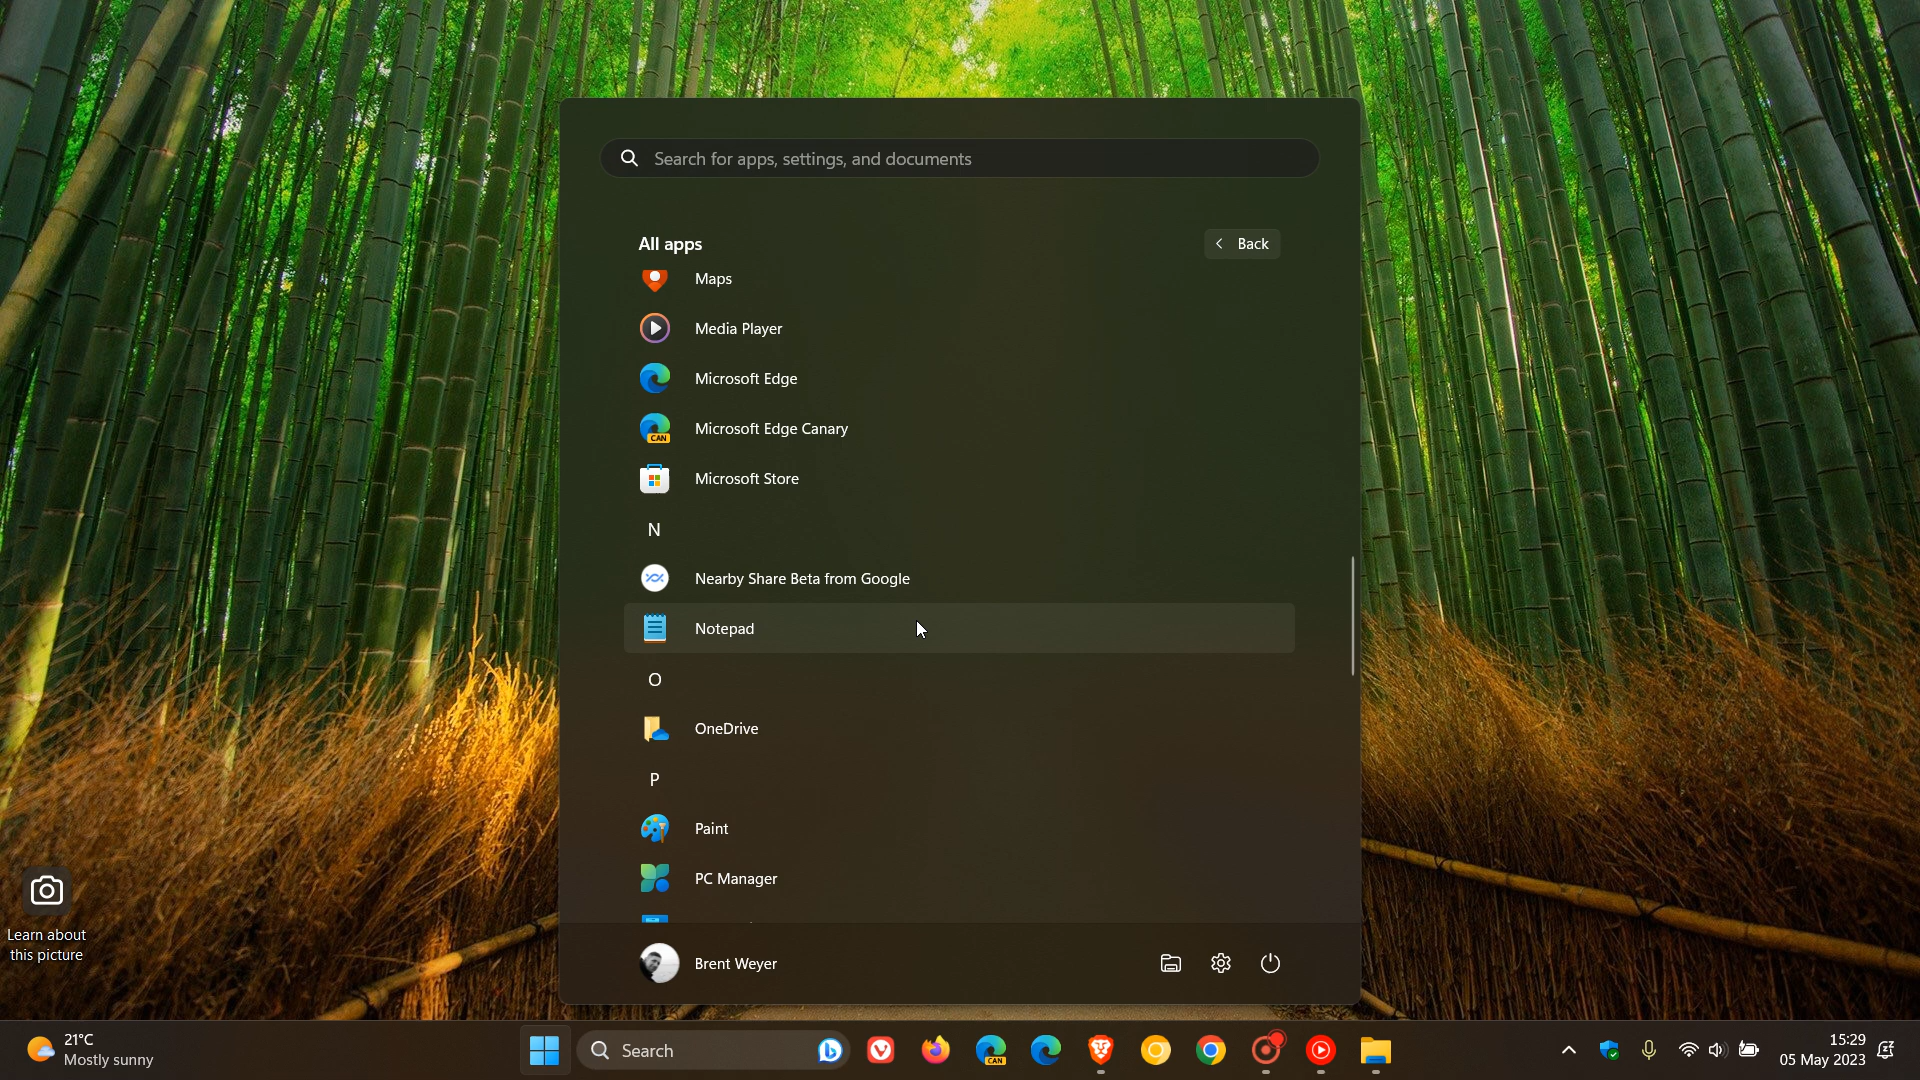 Search for apps, settings, and documents
All apps
Back
Maps
Media Player
Microsoft Edge
CAN
Microsoft Edge Canary
Microsoft Store
N
Nearby Share Beta from Google
Notepad
O
OneDrive
P
Paint
PC Manager
Learn about
this picture
Brent Weyer
21°C
Mostly sunny
Search
CAN
15:29
05 May 2023